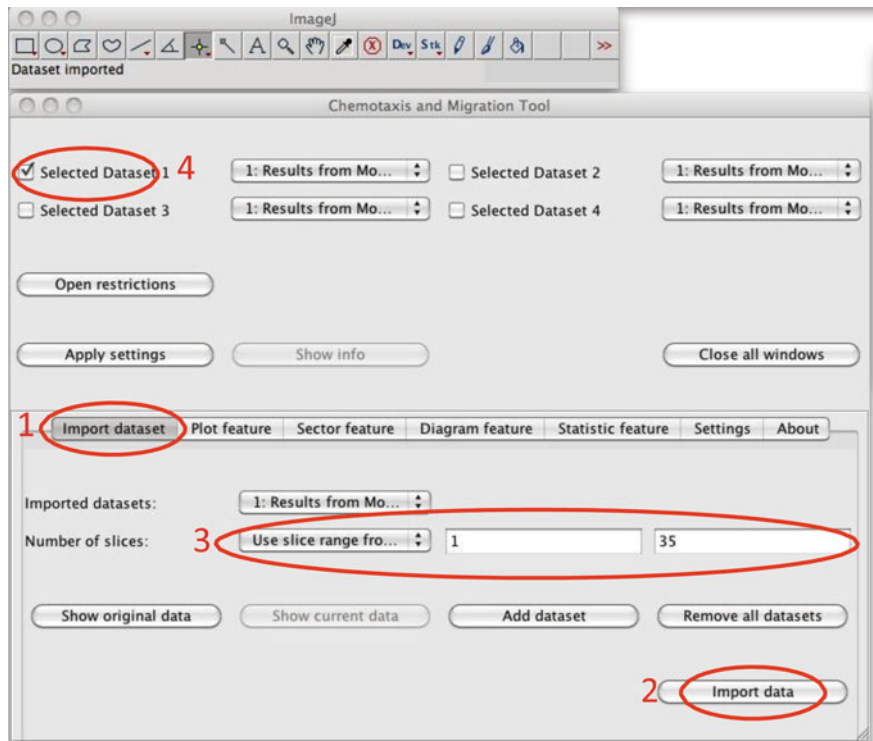 ImageJ
A Dev Stk >>
Dataset imported
Chemotaxis and Migration Tool
Selected Dataset 1 4 1: Results from Mo... Selected Dataset 2 1: Results from Mo...
Selected Dataset 3 1: Results from Mo... Selected Dataset 4 1: Results from Mo...
Open restrictions
Apply settings Show info Close all windows
1 Import dataset Plot feature Sector feature Diagram feature Statistic feature Settings About
Imported datasets: 1: Results from Mo...
Number of slices: 3 Use slice range fro... 1 35
Show original data Show current data Add dataset Remove all datasets
2 Import data